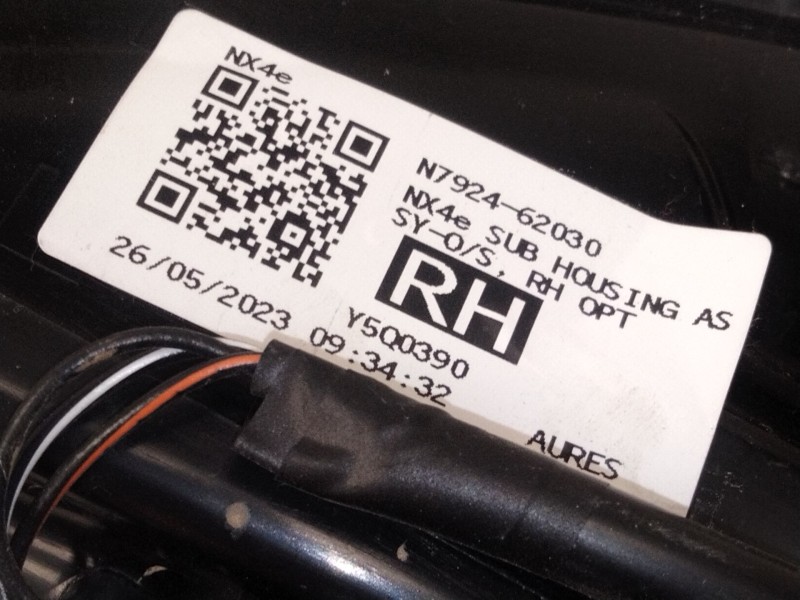 NX4e
N7924-62030
NX4e SUB HOUSING AS
SY-O/S, RH OPT
RH
Y5Q0390
26/05/2023 09:34:32
AURES